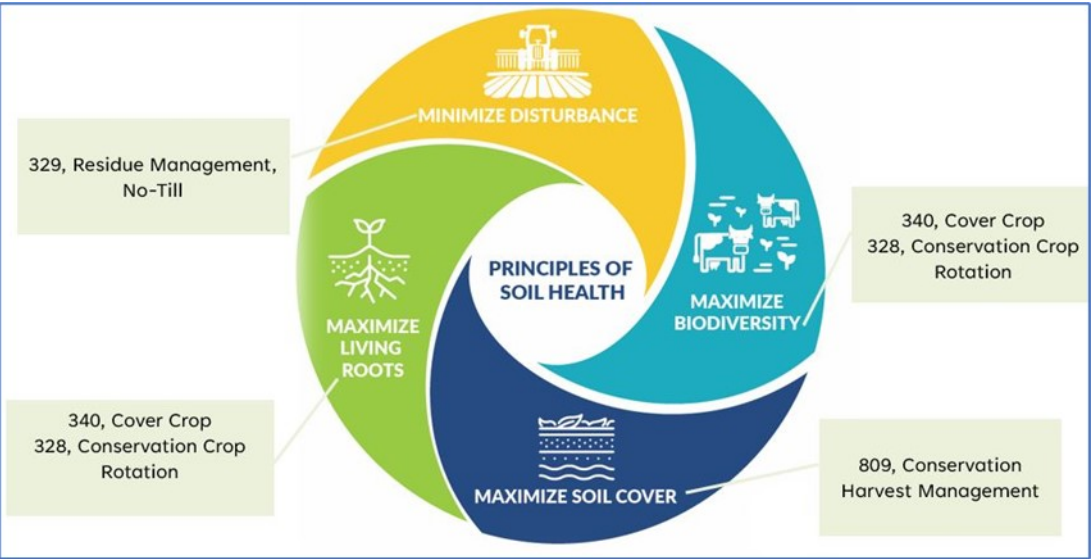 MINIMIZE DISTURBANCE
329, Residue Management,
No-Till
340, Cover Crop
328, Conservation Crop
Rotation
PRINCIPLES OF
SOIL HEALTH
MAXIMIZE
BIODIVERSITY
MAXIMIZE
LIVING
ROOTS
340, Cover Crop
328, Conservation Crop
Rotation
MAXIMIZE SOIL COVER
809, Conservation
Harvest Management